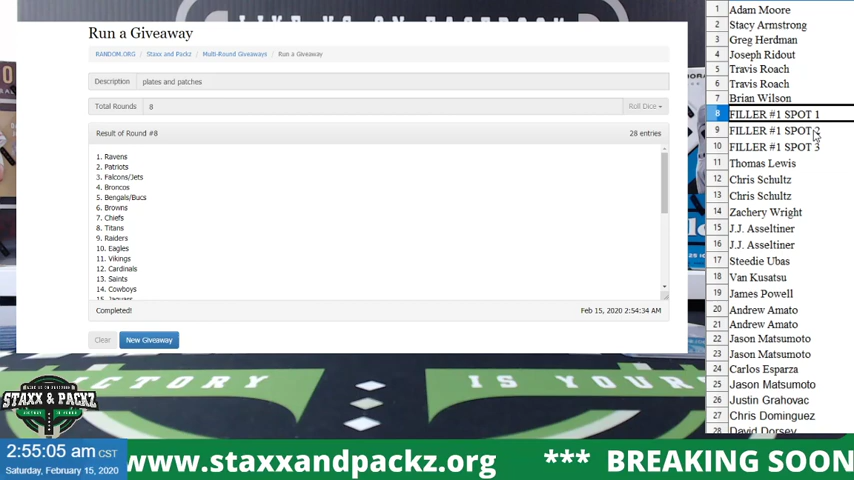 Run a Giveaway
RANDOM.ORG
Staxx and Packz
Multi-Round Giveaways
Run a Giveaway
Description plates and patches
Total Rounds 8
Roll Dice
Result of Round #8
28 entries
1. Ravens
2. Patriots
3. Falcons/Jets
4. Broncos
5. Bengals/Bucs
6. Browns
7. Chiefs
8. Titans
9. Raiders
10. Eagles
11. Vikings
12. Cardinals
13. Saints
14. Cowboys
15. Jaguars
Completed!
Feb 15, 2020 2:54:34 AM
Clear
New Giveaway
1 Adam Moore
2 Stacy Armstrong
3 Greg Herdman
4 Joseph Ridout
5 Travis Roach
6 Travis Roach
7 Brian Wilson
8 FILLER #1 SPOT 1
9 FILLER #1 SPOT 2
10 FILLER #1 SPOT 3
11 Thomas Lewis
12 Chris Schultz
13 Chris Schultz
14 Zachery Wright
15 J.J. Asseltiner
16 J.J. Asseltiner
17 Steedie Ubas
18 Van Kusatsu
19 James Powell
20 Andrew Amato
21 Andrew Amato
22 Jason Matsumoto
23 Jason Matsumoto
24 Carlos Esparza
25 Jason Matsumoto
26 Justin Grahovac
27 Chris Dominguez
28 David Dorsey
VICTORY IS YOURS
STAXX & PACKZ
2:55:05 am CST
Saturday, February 15, 2020
www.staxxandpackz.org *** BREAKING SOON